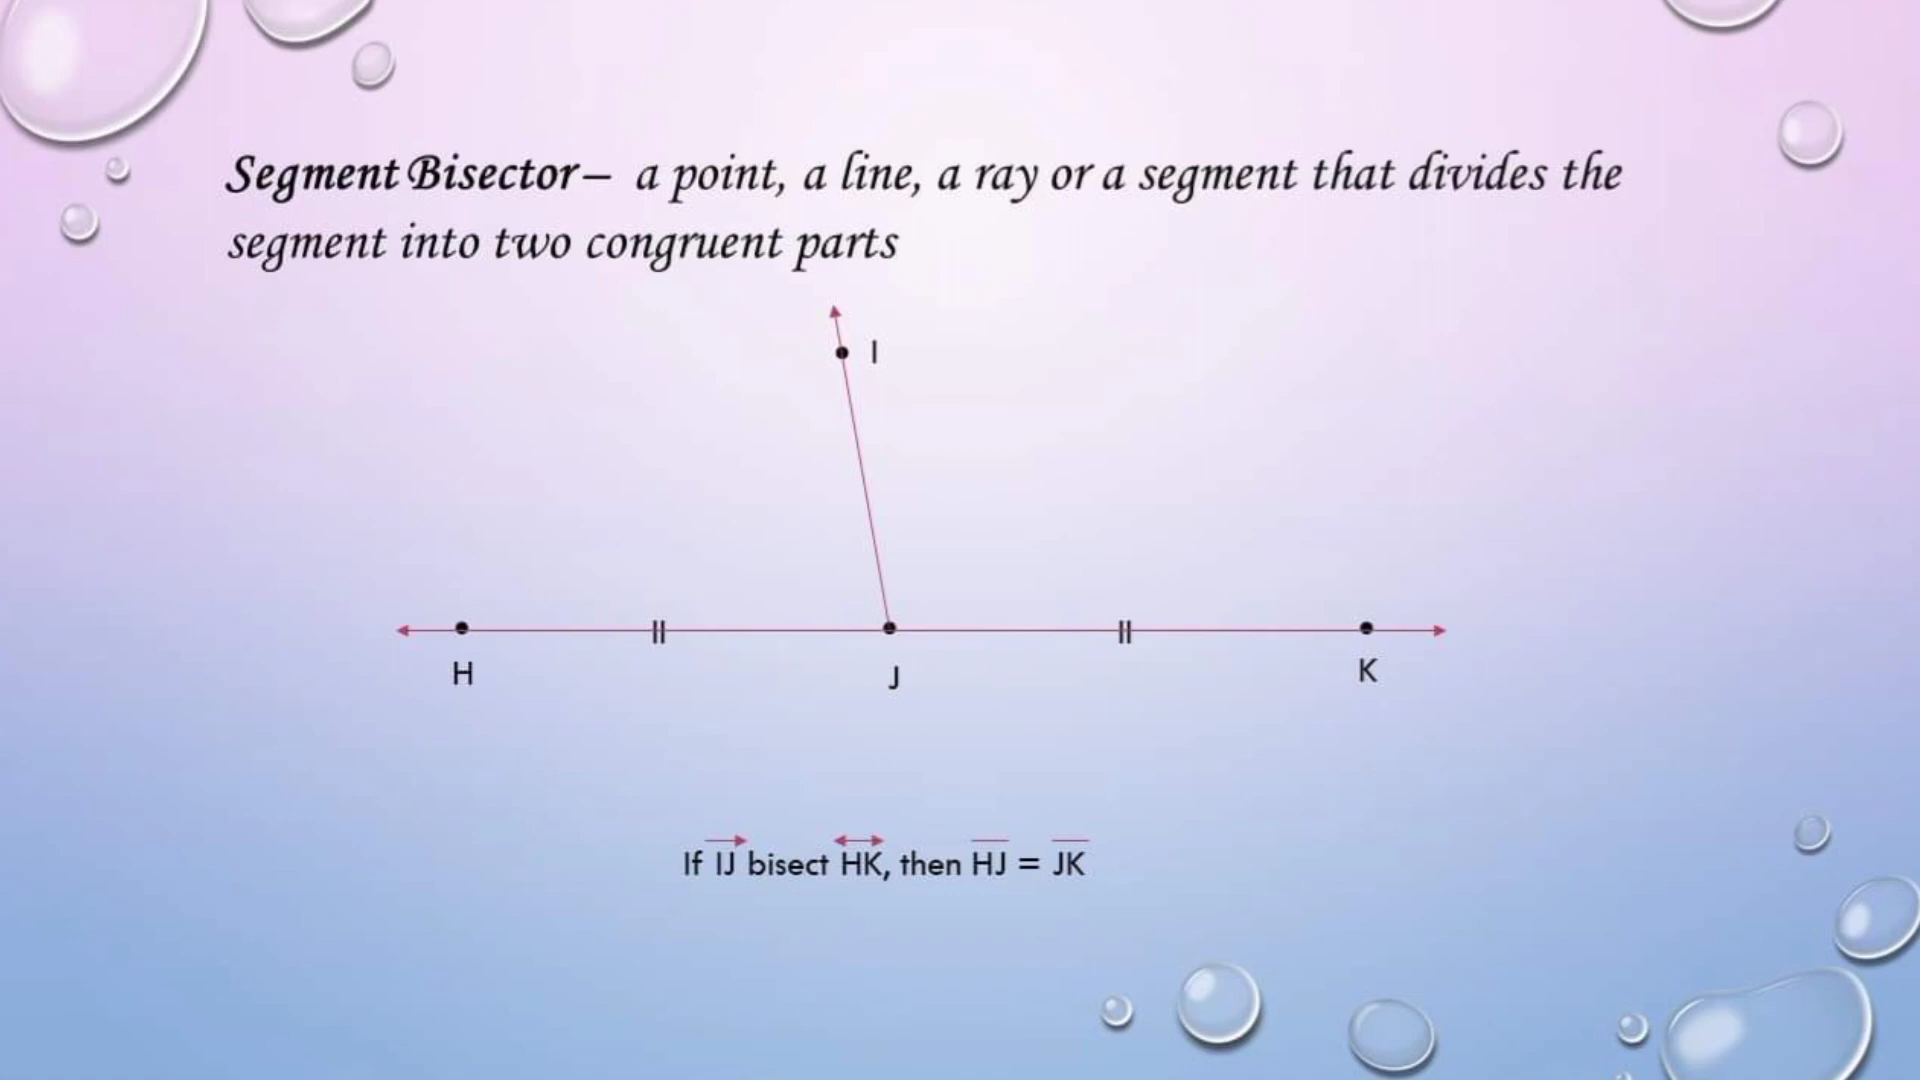 Segment Bisector– a point, a line, a ray or a segment that divides the
segment into two congruent parts
I
H
J
K
If IJ bisect HK, then HJ = JK